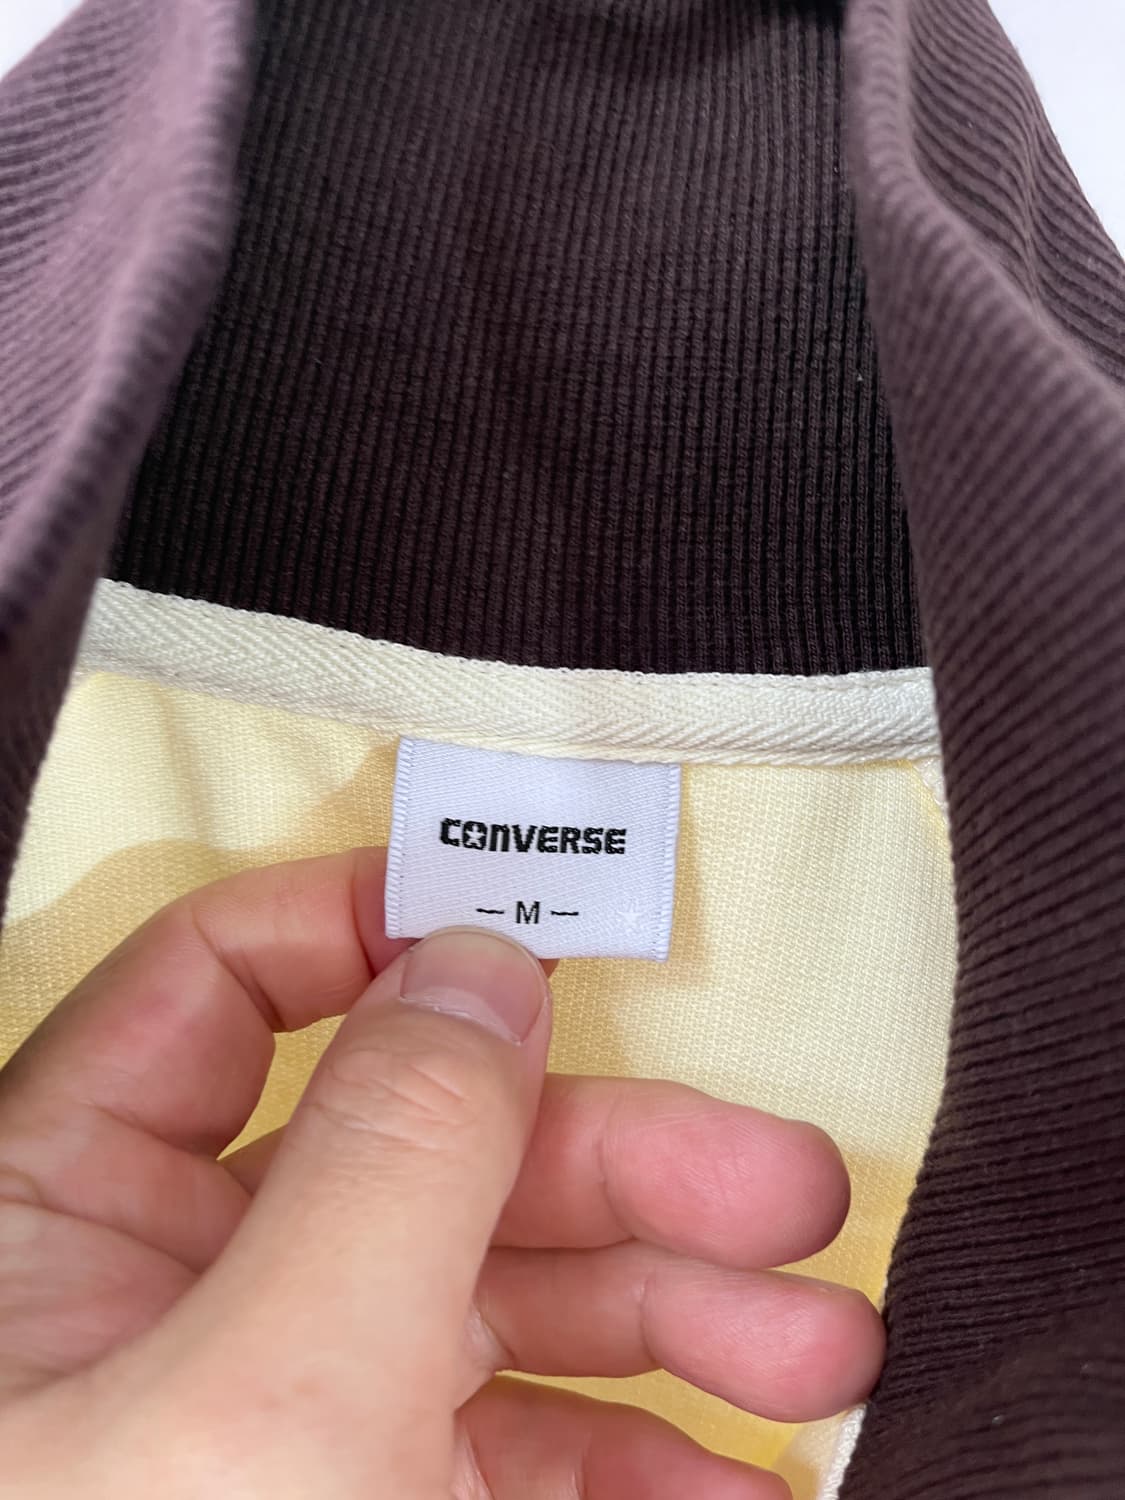 CONVERSE
— M —